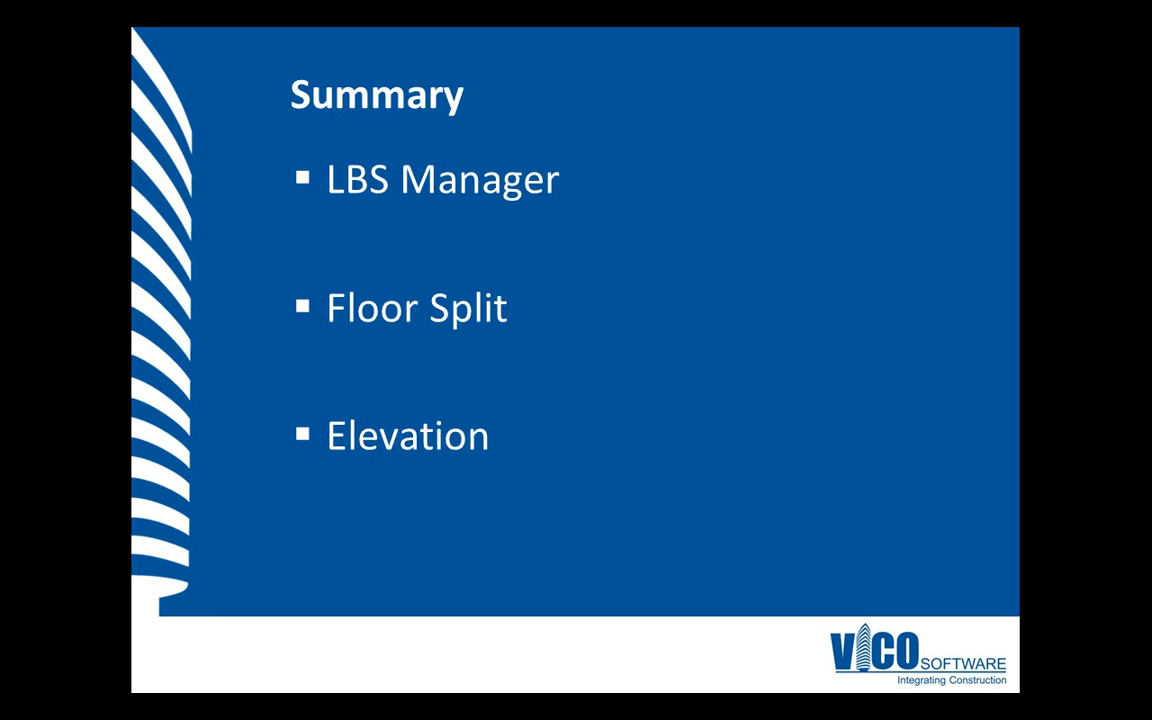 Summary
▪ LBS Manager
▪ Floor Split
▪ Elevation
VICO SOFTWARE
Integrating Construction